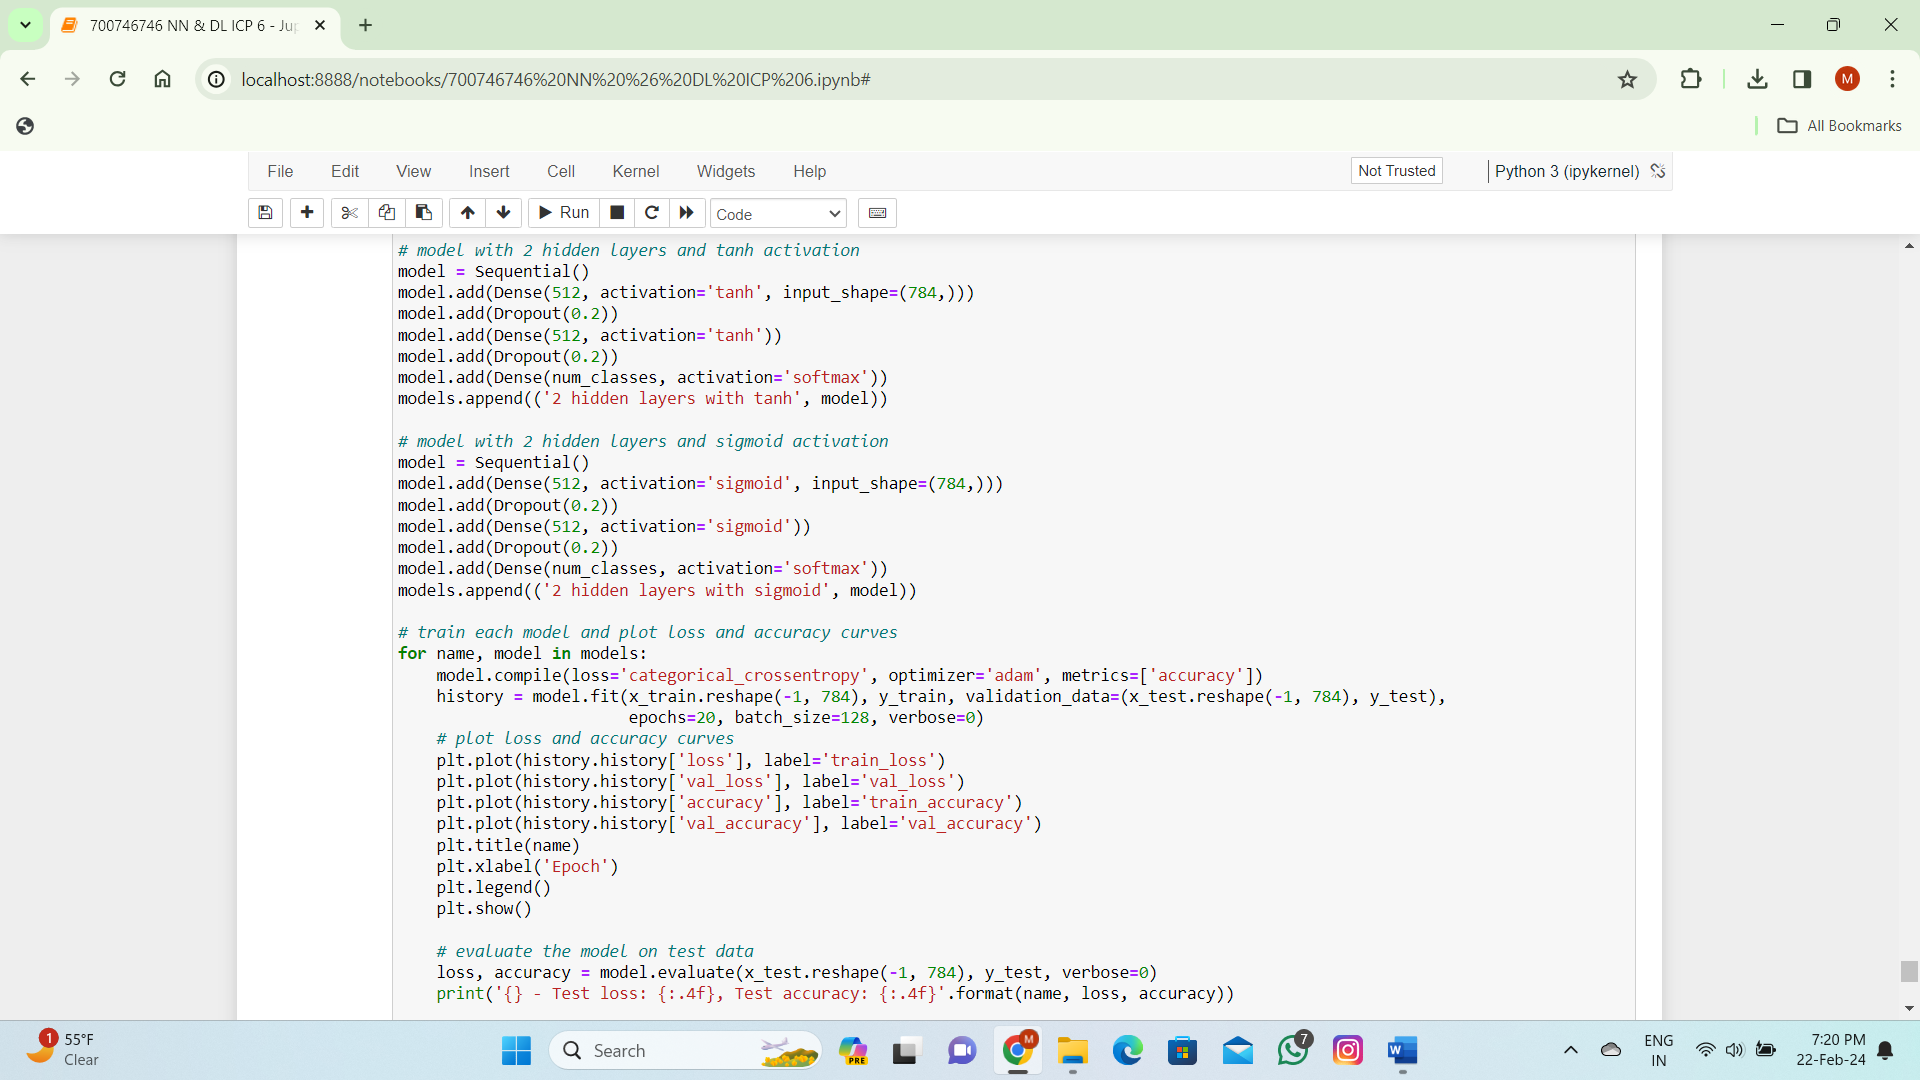 700746746 NN & DL ICP 6 - Jup
localhost:8888/notebooks/700746746%20NN%20%26%20DL%20ICP%206.ipynb#
M
All Bookmarks
File Edit View Insert Cell Kernel Widgets Help
Not Trusted
Python 3 (ipykernel)
Run
Code
# model with 2 hidden layers and tanh activation
model = Sequential()
model.add(Dense(512, activation='tanh', input_shape=(784,)))
model.add(Dropout(0.2))
model.add(Dense(512, activation='tanh'))
model.add(Dropout(0.2))
model.add(Dense(num_classes, activation='softmax'))
models.append(('2 hidden layers with tanh', model))
# model with 2 hidden layers and sigmoid activation
model = Sequential()
model.add(Dense(512, activation='sigmoid', input_shape=(784,)))
model.add(Dropout(0.2))
model.add(Dense(512, activation='sigmoid'))
model.add(Dropout(0.2))
model.add(Dense(num_classes, activation='softmax'))
models.append(('2 hidden layers with sigmoid', model))
# train each model and plot loss and accuracy curves
for name, model in models:
    model.compile(loss='categorical_crossentropy', optimizer='adam', metrics=['accuracy'])
    history = model.fit(x_train.reshape(-1, 784), y_train, validation_data=(x_test.reshape(-1, 784), y_test),
                        epochs=20, batch_size=128, verbose=0)
    # plot loss and accuracy curves
    plt.plot(history.history['loss'], label='train_loss')
    plt.plot(history.history['val_loss'], label='val_loss')
    plt.plot(history.history['accuracy'], label='train_accuracy')
    plt.plot(history.history['val_accuracy'], label='val_accuracy')
    plt.title(name)
    plt.xlabel('Epoch')
    plt.legend()
    plt.show()
    # evaluate the model on test data
    loss, accuracy = model.evaluate(x_test.reshape(-1, 784), y_test, verbose=0)
    print('{} - Test loss: {:.4f}, Test accuracy: {:.4f}'.format(name, loss, accuracy))
1
55°F
Clear
Search
PRE
M
7
W
ENG
IN
7:20 PM
22-Feb-24